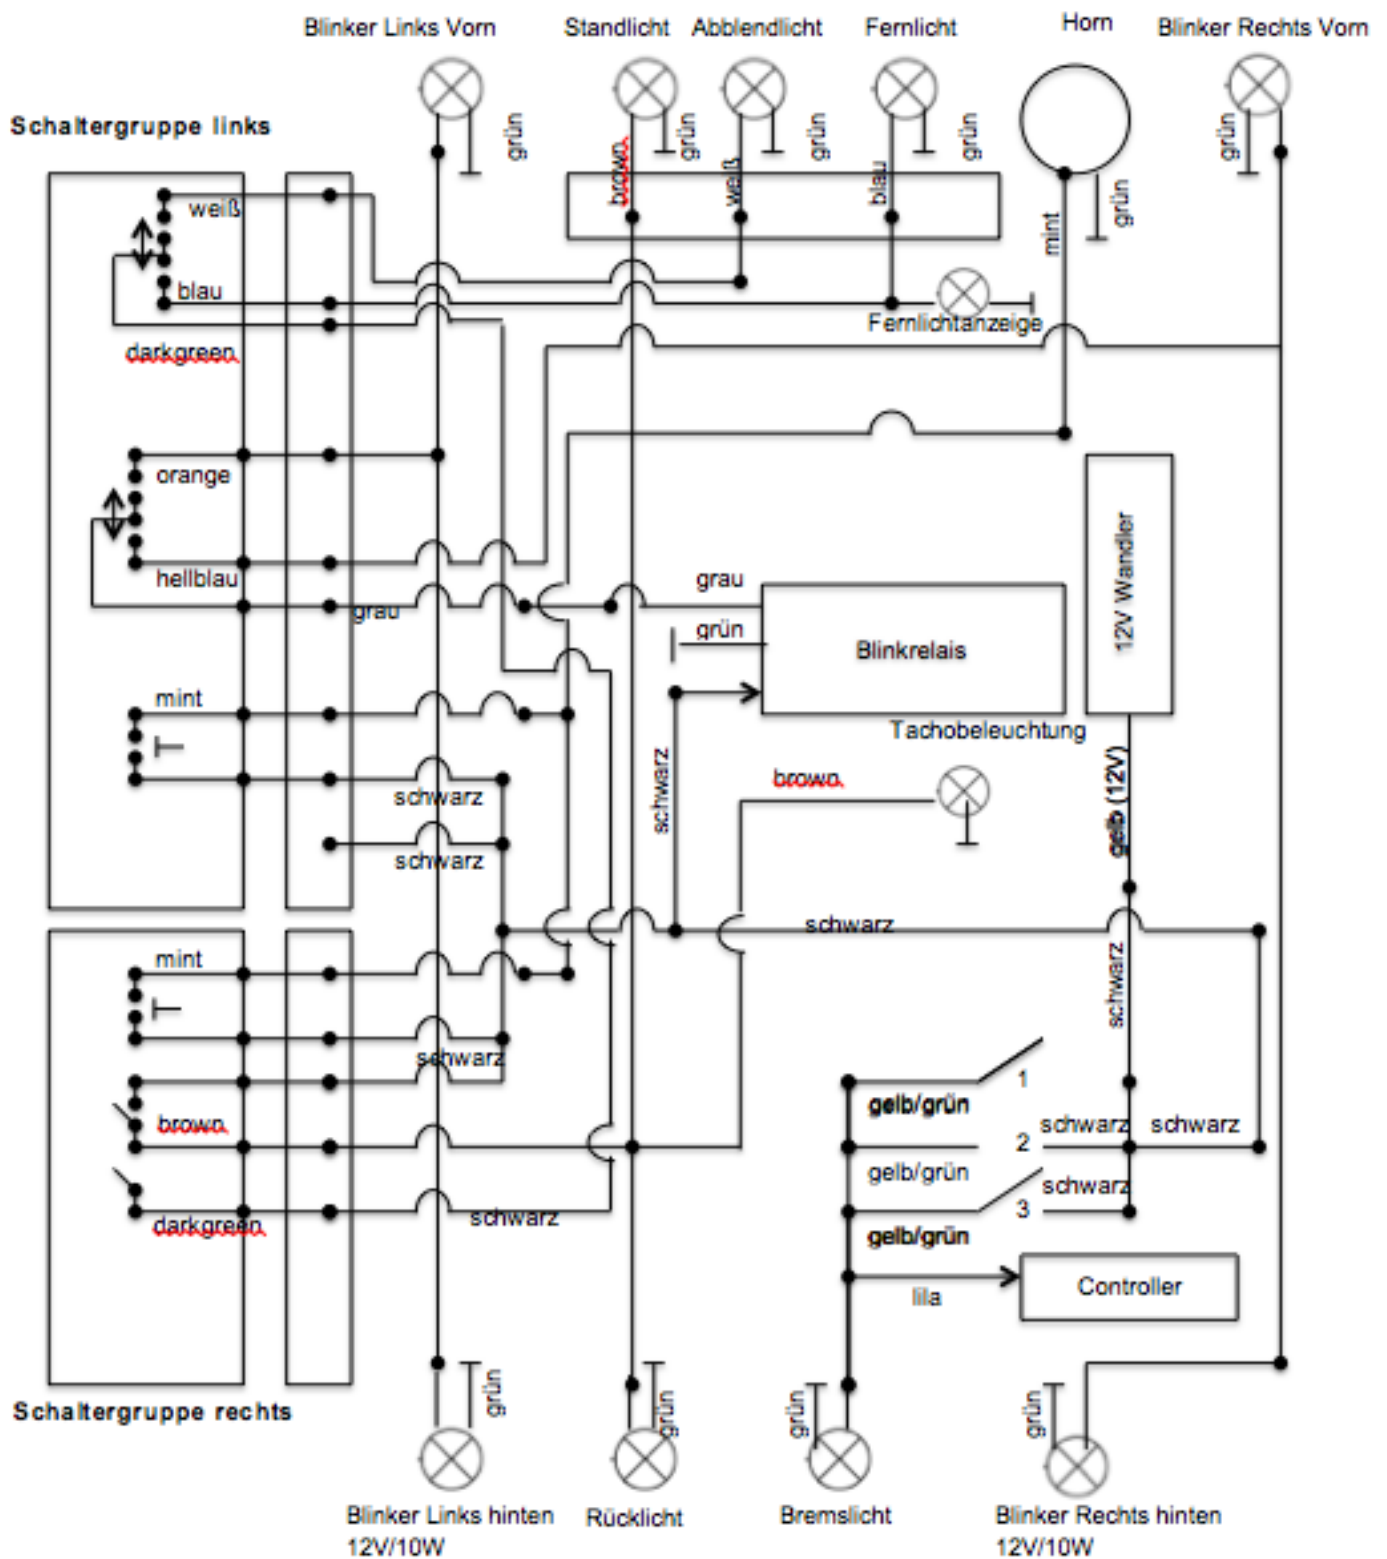 Blinker Links Vorn
Standlicht
Abblendlicht
Fernlicht
Horn
Blinker Rechts Vorn
Schaltergruppe links
grün
grün
grün
grün
grün
grün
brown
weiß
blau
mint
weiß
blau
Fernlichtanzeige
darkgreen
orange
hellblau
grau
grau
grün
Blinkrelais
12V Wandler
mint
Tachobeleuchtung
schwarz
brown
gelb (12V)
schwarz
schwarz
schwarz
mint
schwarz
schwarz
1
gelb/grün
brown
schwarz
schwarz
2
gelb/grün
schwarz
3
darkgreen
schwarz
gelb/grün
lila
Controller
Schaltergruppe rechts
grün
grün
grün
grün
Blinker Links hinten
12V/10W
Rücklicht
Bremslicht
Blinker Rechts hinten
12V/10W